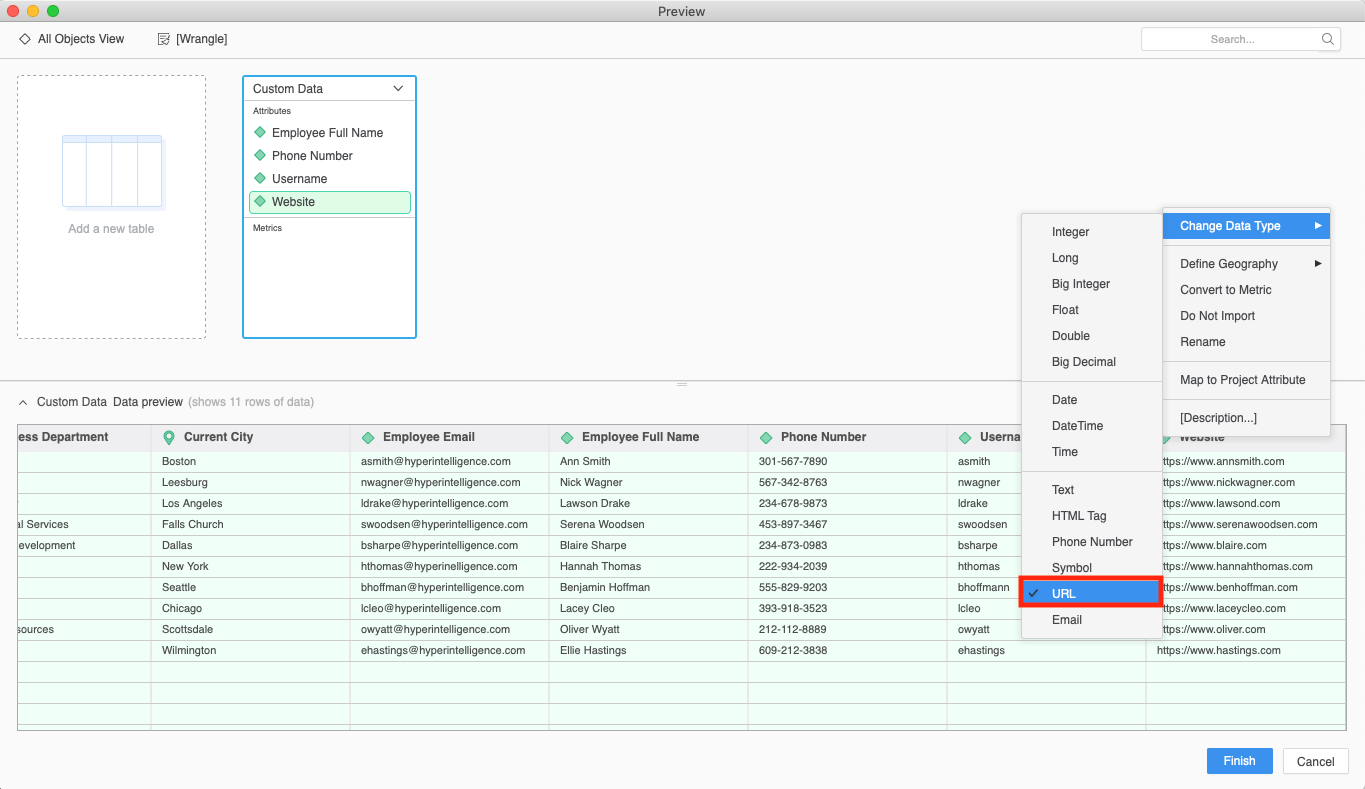 Preview
All Objects View [Wrangle] Search...
Add a new table
Custom Data
Attributes
Employee Full Name
Phone Number
Username
Website
Metrics
Change Data Type
Define Geography
Convert to Metric
Do Not Import
Rename
Map to Project Attribute
[Description...]
Integer
Long
Big Integer
Float
Double
Big Decimal
Date
DateTime
Time
Text
HTML Tag
Phone Number
Symbol
URL
Email
Custom Data Data preview (shows 11 rows of data)
ess Department Current City Employee Email Employee Full Name Phone Number Userna Website
Boston asmith@hyperintelligence.com Ann Smith 301-567-7890 asmith ttps://www.annsmith.com
Leesburg nwagner@hyperintelligence.com Nick Wagner 567-342-8763 nwagner ttps://www.nickwagner.com
Los Angeles ldrake@hyperintelligence.com Lawson Drake 234-678-9873 ldrake ttps://www.lawsond.com
al Services Falls Church swoodsen@hyperintelligence.com Serena Woodsen 453-897-3467 swoodsen ttps://www.serenawoodsen.com
evelopment Dallas bsharpe@hyperintelligence.com Blaire Sharpe 234-873-0983 bsharpe ttps://www.blaire.com
New York hthomas@hyperintelligence.com Hannah Thomas 222-934-2039 hthomas ttps://www.hannahthomas.com
Seattle bhoffman@hyperintelligence.com Benjamin Hoffman 555-829-9203 bhoffmann ttps://www.benhoffman.com
Chicago lcleo@hyperintelligence.com Lacey Cleo 393-918-3523 lcleo ttps://www.laceycleo.com
sources Scottsdale owyatt@hyperintelligence.com Oliver Wyatt 212-112-8889 owyatt ttps://www.oliver.com
Wilmington ehastings@hyperintelligence.com Ellie Hastings 609-212-3838 ehastings https://www.hastings.com
Finish Cancel